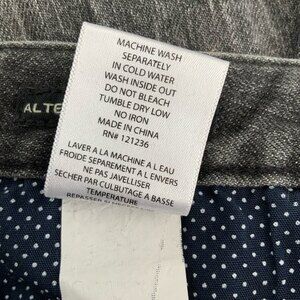 ALTE
MACHINE WASH
SEPARATELY
IN COLD WATER
WASH INSIDE OUT
DO NOT BLEACH
TUMBLE DRY LOW
NO IRON
MADE IN CHINA
RN# 121236
LAVER A LA MACHINE A L EAU
FROIDE SEPAREMENT A L ENVERS
NE PAS JAVELLISER
SECHER PAR CULBUTAGE A BASSE
TEMPERATURE
REPASSER